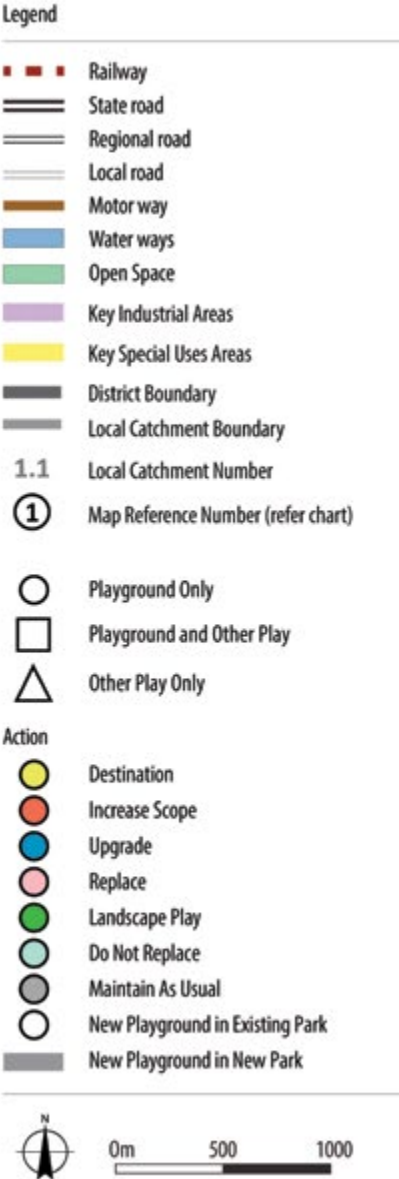 Legend
Railway
State road
Regional road
Local road
Motor way
Water ways
Open Space
Key Industrial Areas
Key Special Uses Areas
District Boundary
Local Catchment Boundary
1.1 Local Catchment Number
1 Map Reference Number (refer chart)
Playground Only
Playground and Other Play
Other Play Only
Action
Destination
Increase Scope
Upgrade
Replace
Landscape Play
Do Not Replace
Maintain As Usual
New Playground in Existing Park
New Playground in New Park
N
0m 500 1000